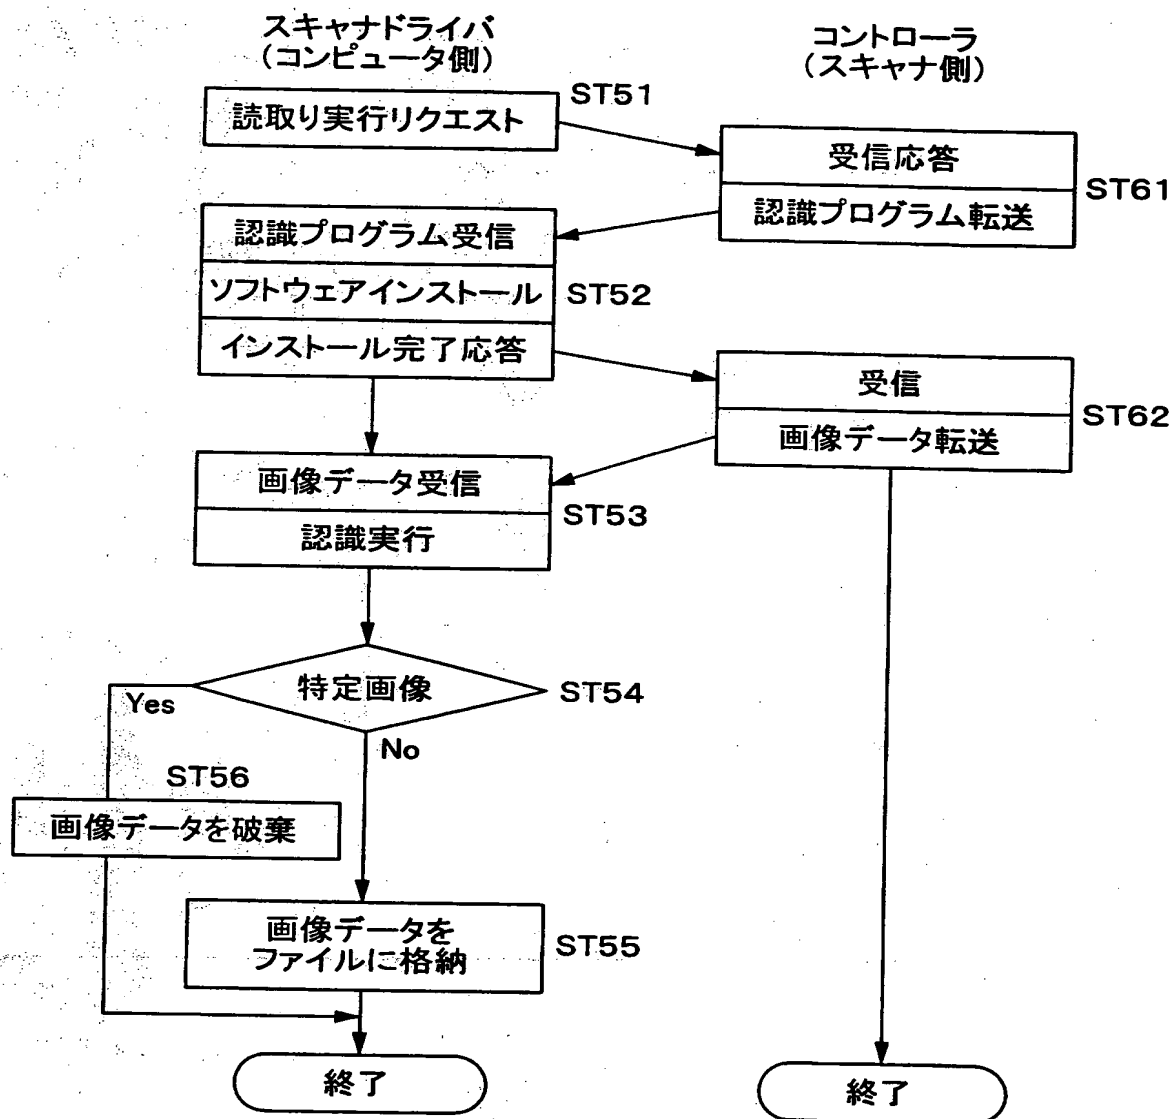 スキャナドライバ
（コンピュータ側）
コントローラ
（スキャナ側）
読取り実行リクエスト
ST51
受信応答
認識プログラム転送
ST61
認識プログラム受信
ソフトウェアインストール
インストール完了応答
ST52
受信
画像データ転送
ST62
画像データ受信
認識実行
ST53
特定画像
ST54
Yes
No
ST56
画像データを破棄
画像データを
ファイルに格納
ST55
終了
終了